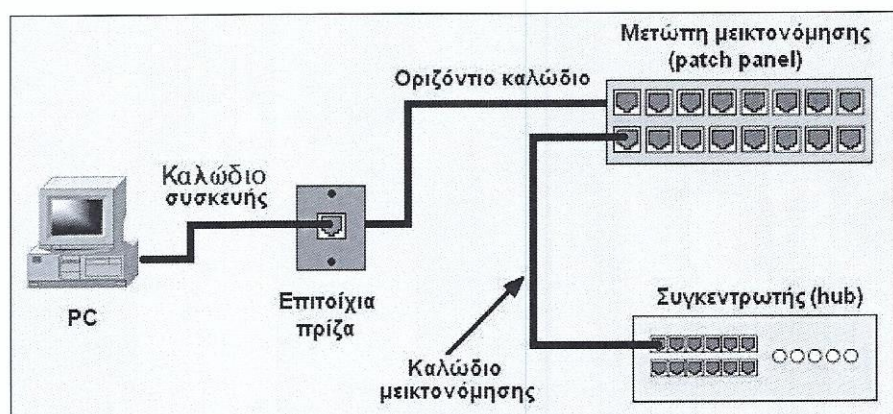 Μετώπη μεικτονόμησης
(patch panel)
Οριζόντιο καλώδιο
Καλώδιο
συσκευής
PC
Επιτοίχια
πρίζα
Συγκεντρωτής (hub)
Καλώδιο
μεικτονόμησης